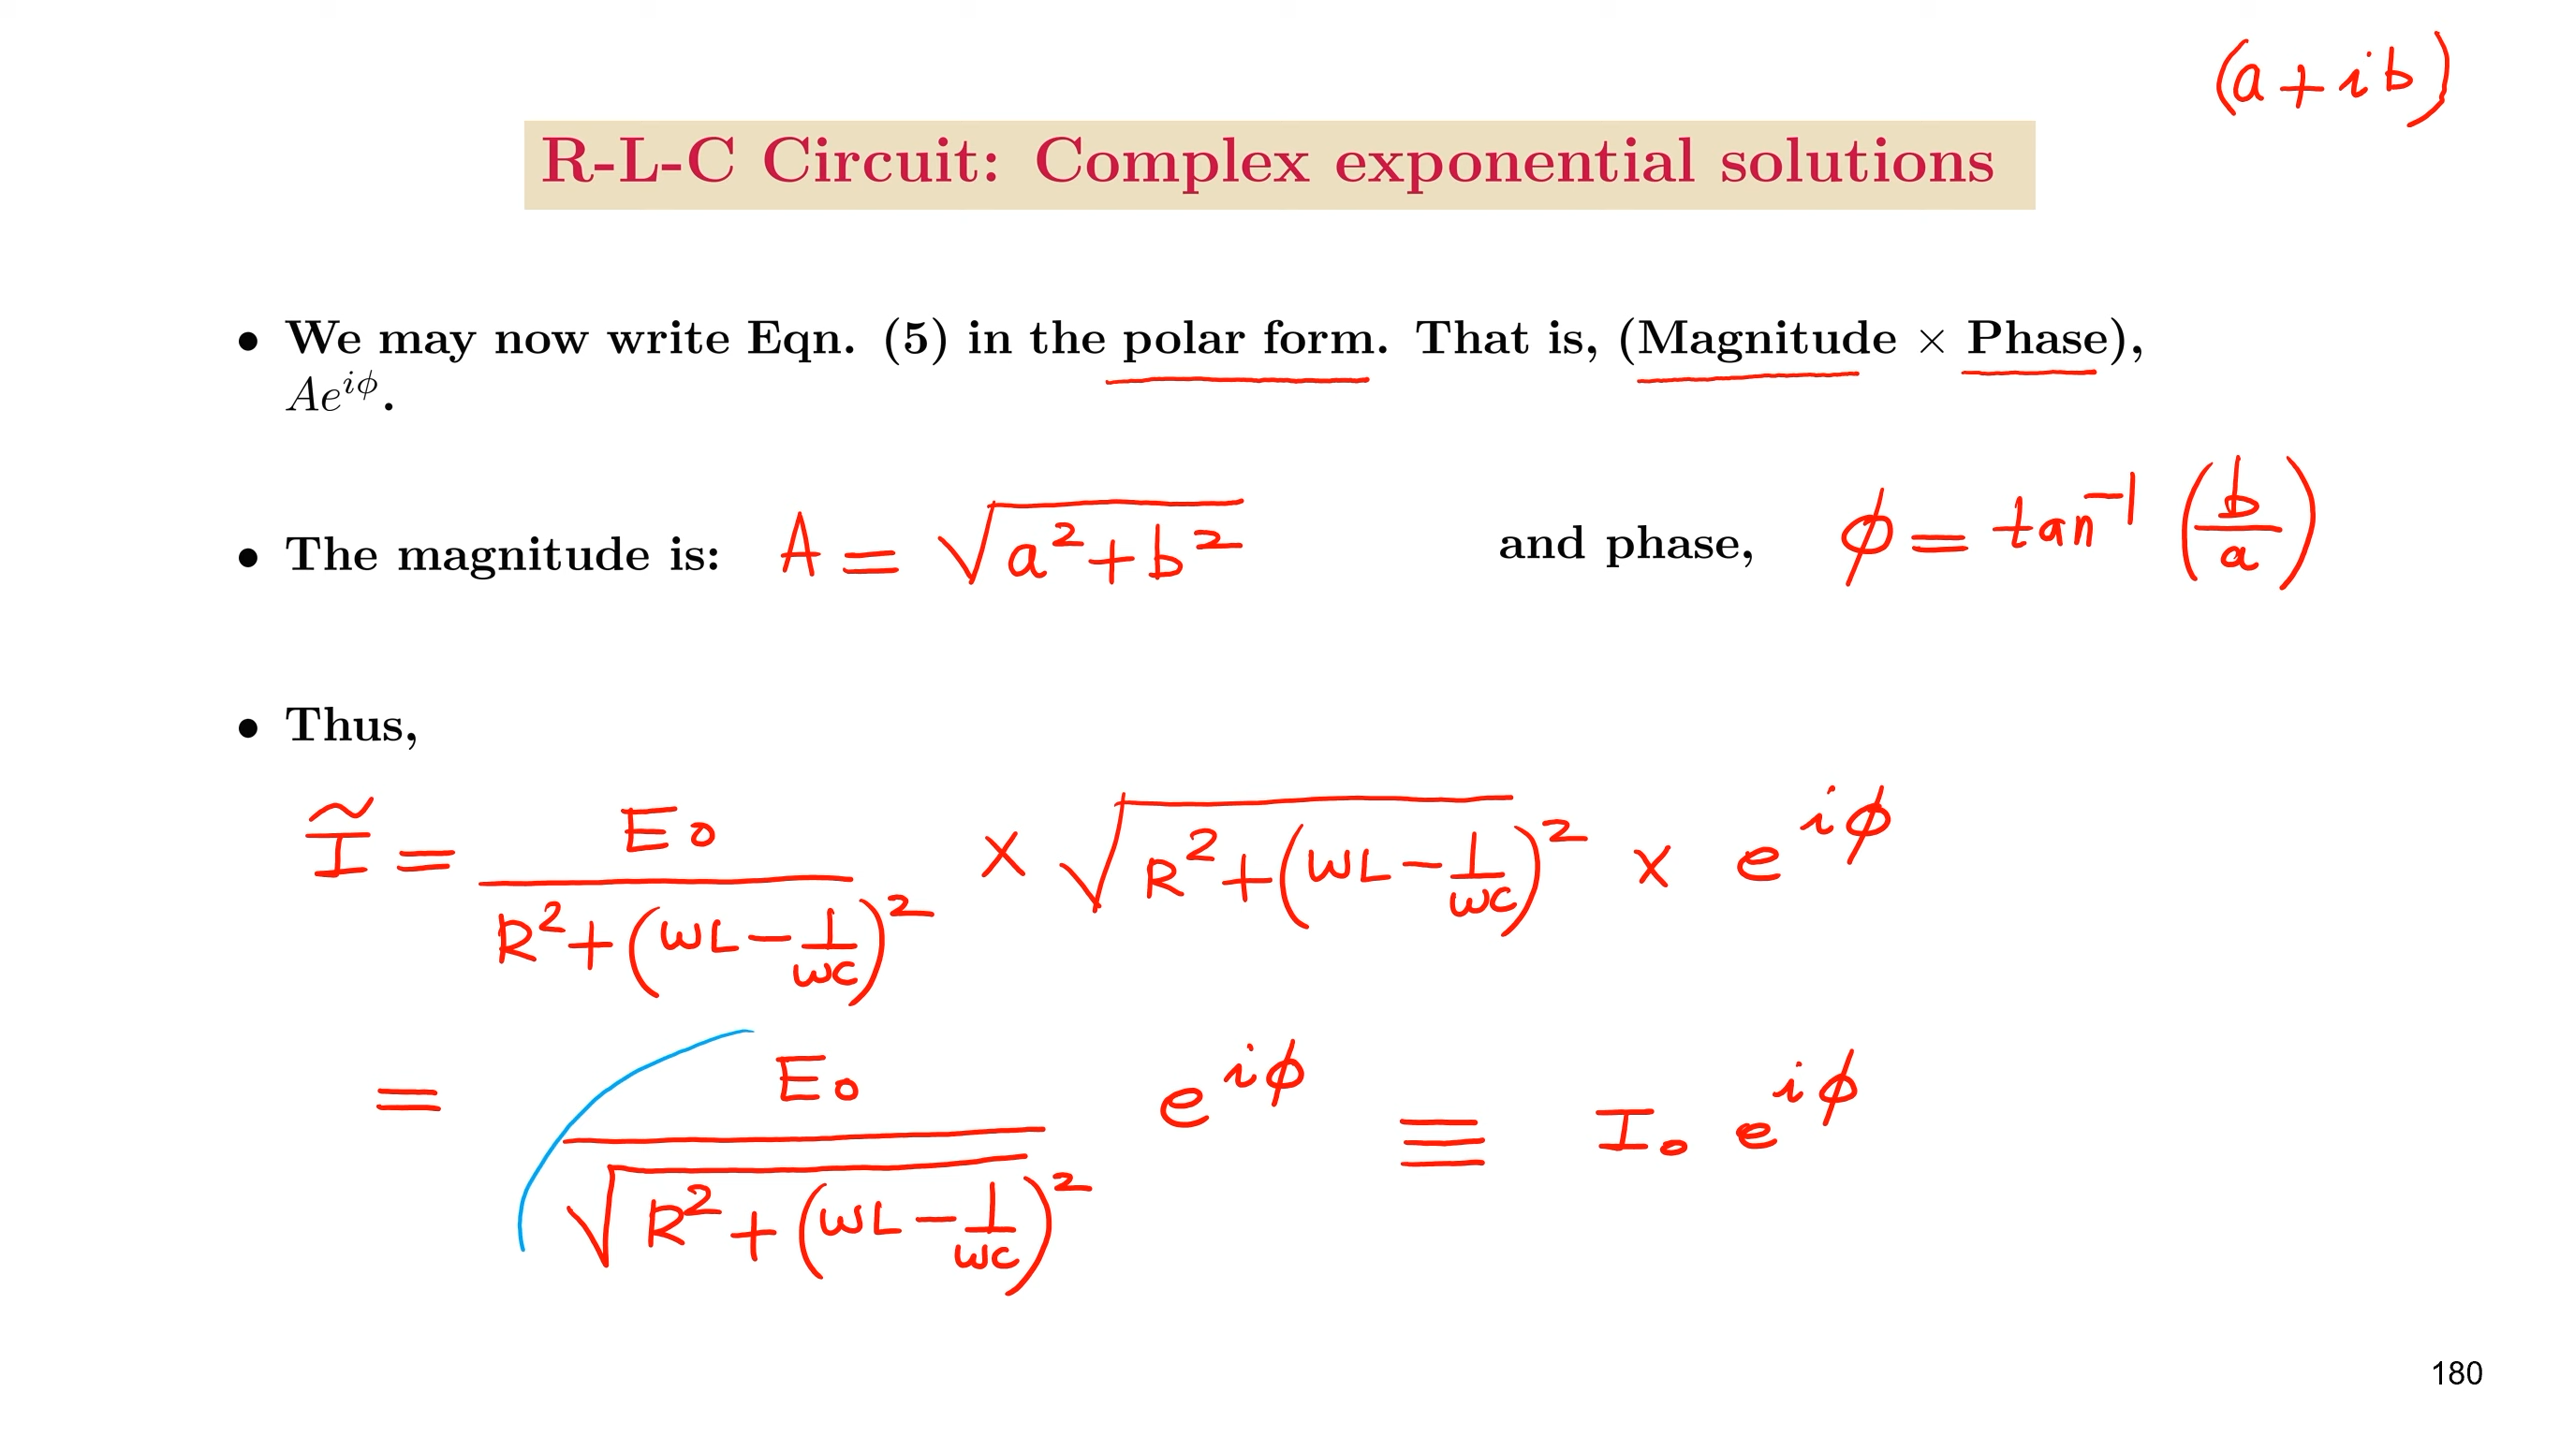 (a + ib)
R-L-C Circuit: Complex exponential solutions
• We may now write Eqn. (5) in the polar form. That is, (Magnitude × Phase),
Ae^{iϕ}.
• The magnitude is: A = √(a² + b²) and phase, ϕ = tan⁻¹ (b/a)
• Thus,
Ĩ = E₀ / (R² + (ωL − 1/ωC)²) × √(R² + (ωL − 1/ωC)²) × e^{iϕ}
= E₀ / √(R² + (ωL − 1/ωC)²) e^{iϕ} ≡ I₀ e^{iϕ}
180